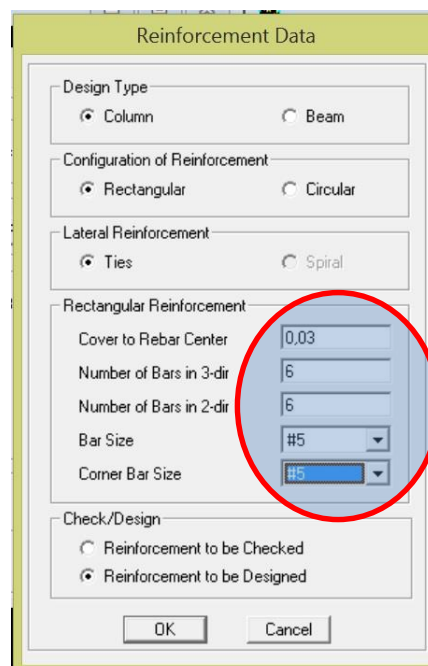 Reinforcement Data
Design Type
Column Beam
Configuration of Reinforcement
Rectangular Circular
Lateral Reinforcement
Ties Spiral
Rectangular Reinforcement
Cover to Rebar Center 0,03
Number of Bars in 3-dir 6
Number of Bars in 2-dir 6
Bar Size #5
Corner Bar Size #5
Check/Design
Reinforcement to be Checked
Reinforcement to be Designed
OK Cancel